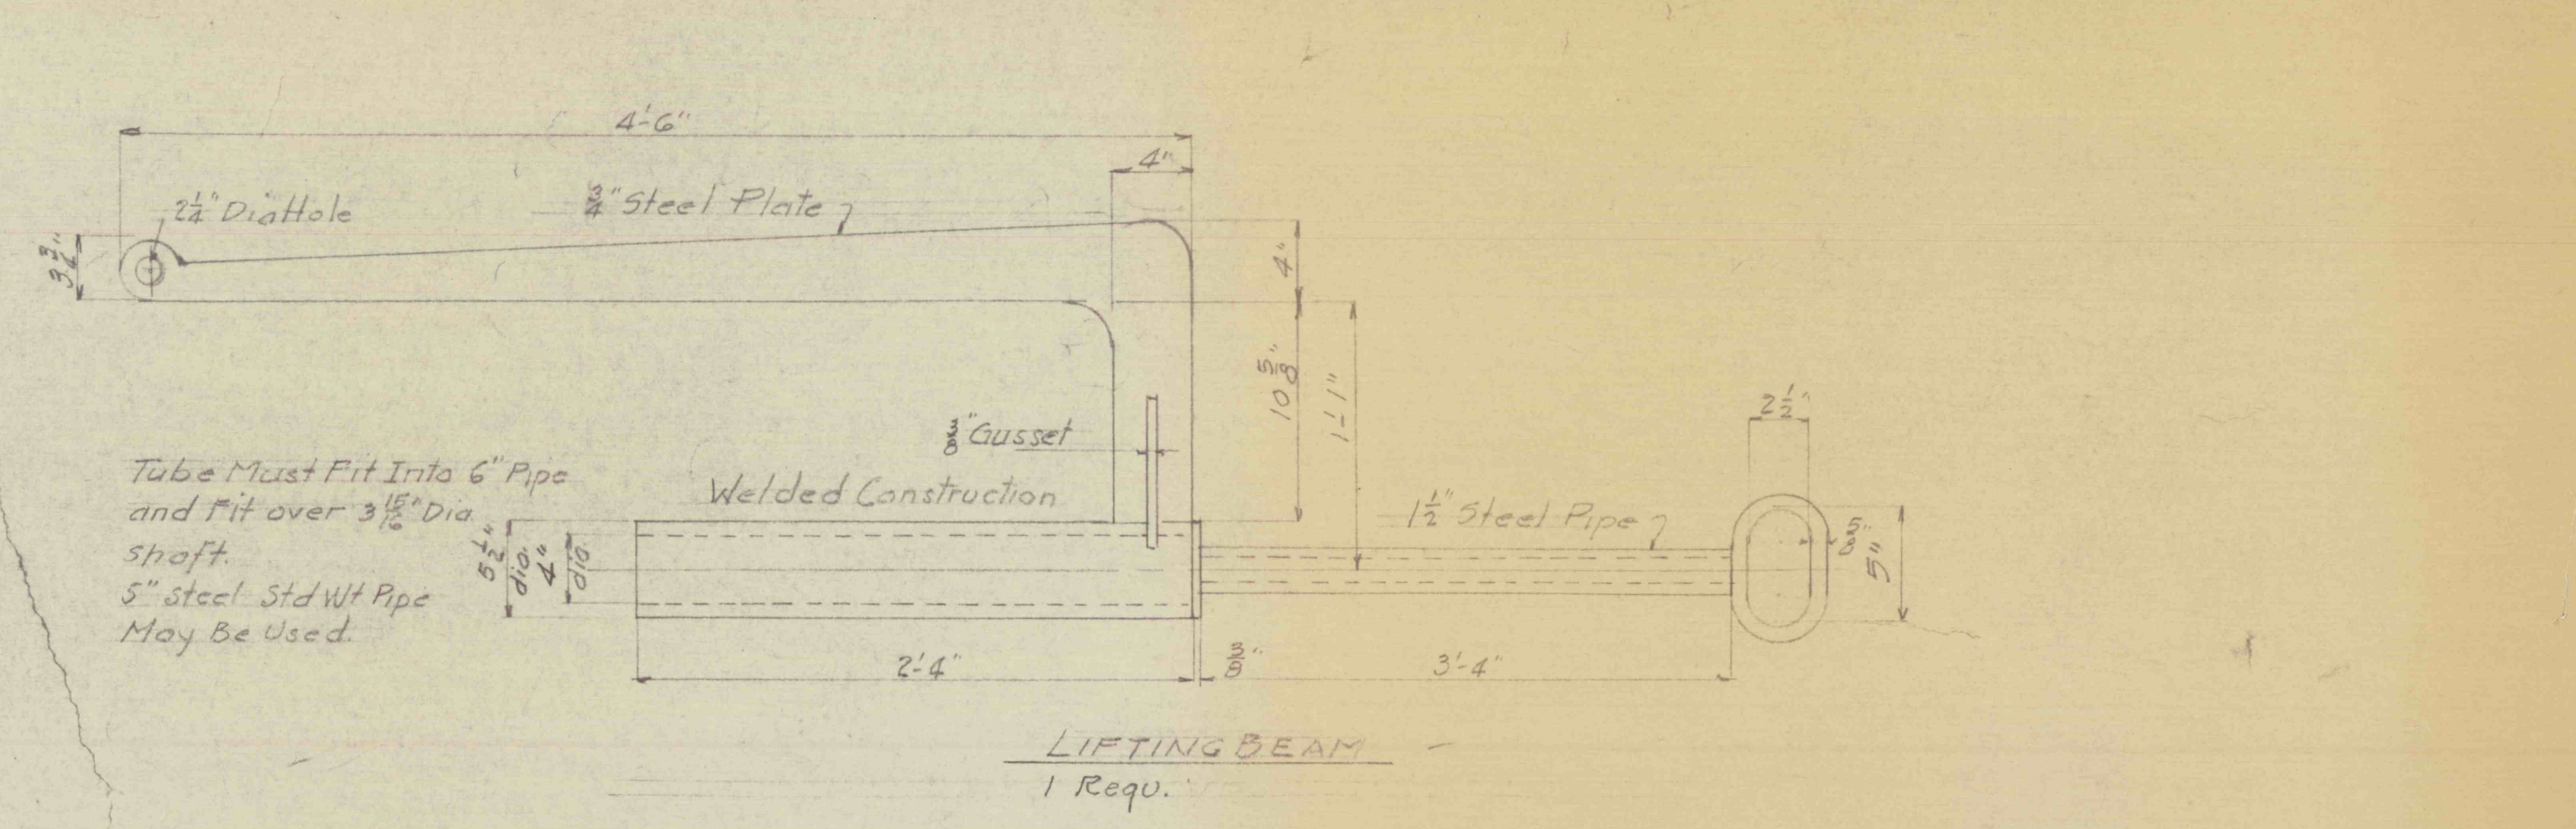 4'-6"
4"
2 1/4" Dia Hole
3/4" Steel Plate
3 3/4"
4"
10 5/8"
1'-1"
2 1/2"
3/8" Gusset
Tube Must Fit Into 6" Pipe
and Fit over 3 15/16" Dia
shaft.
5" steel Std Wt Pipe
May Be Used.
Welded Construction
5 1/2" dia.
4" dia.
1 1/2" Steel Pipe
5/8"
5"
2'-4"
3/8"
3'-4"
LIFTING BEAM
1 Requ.